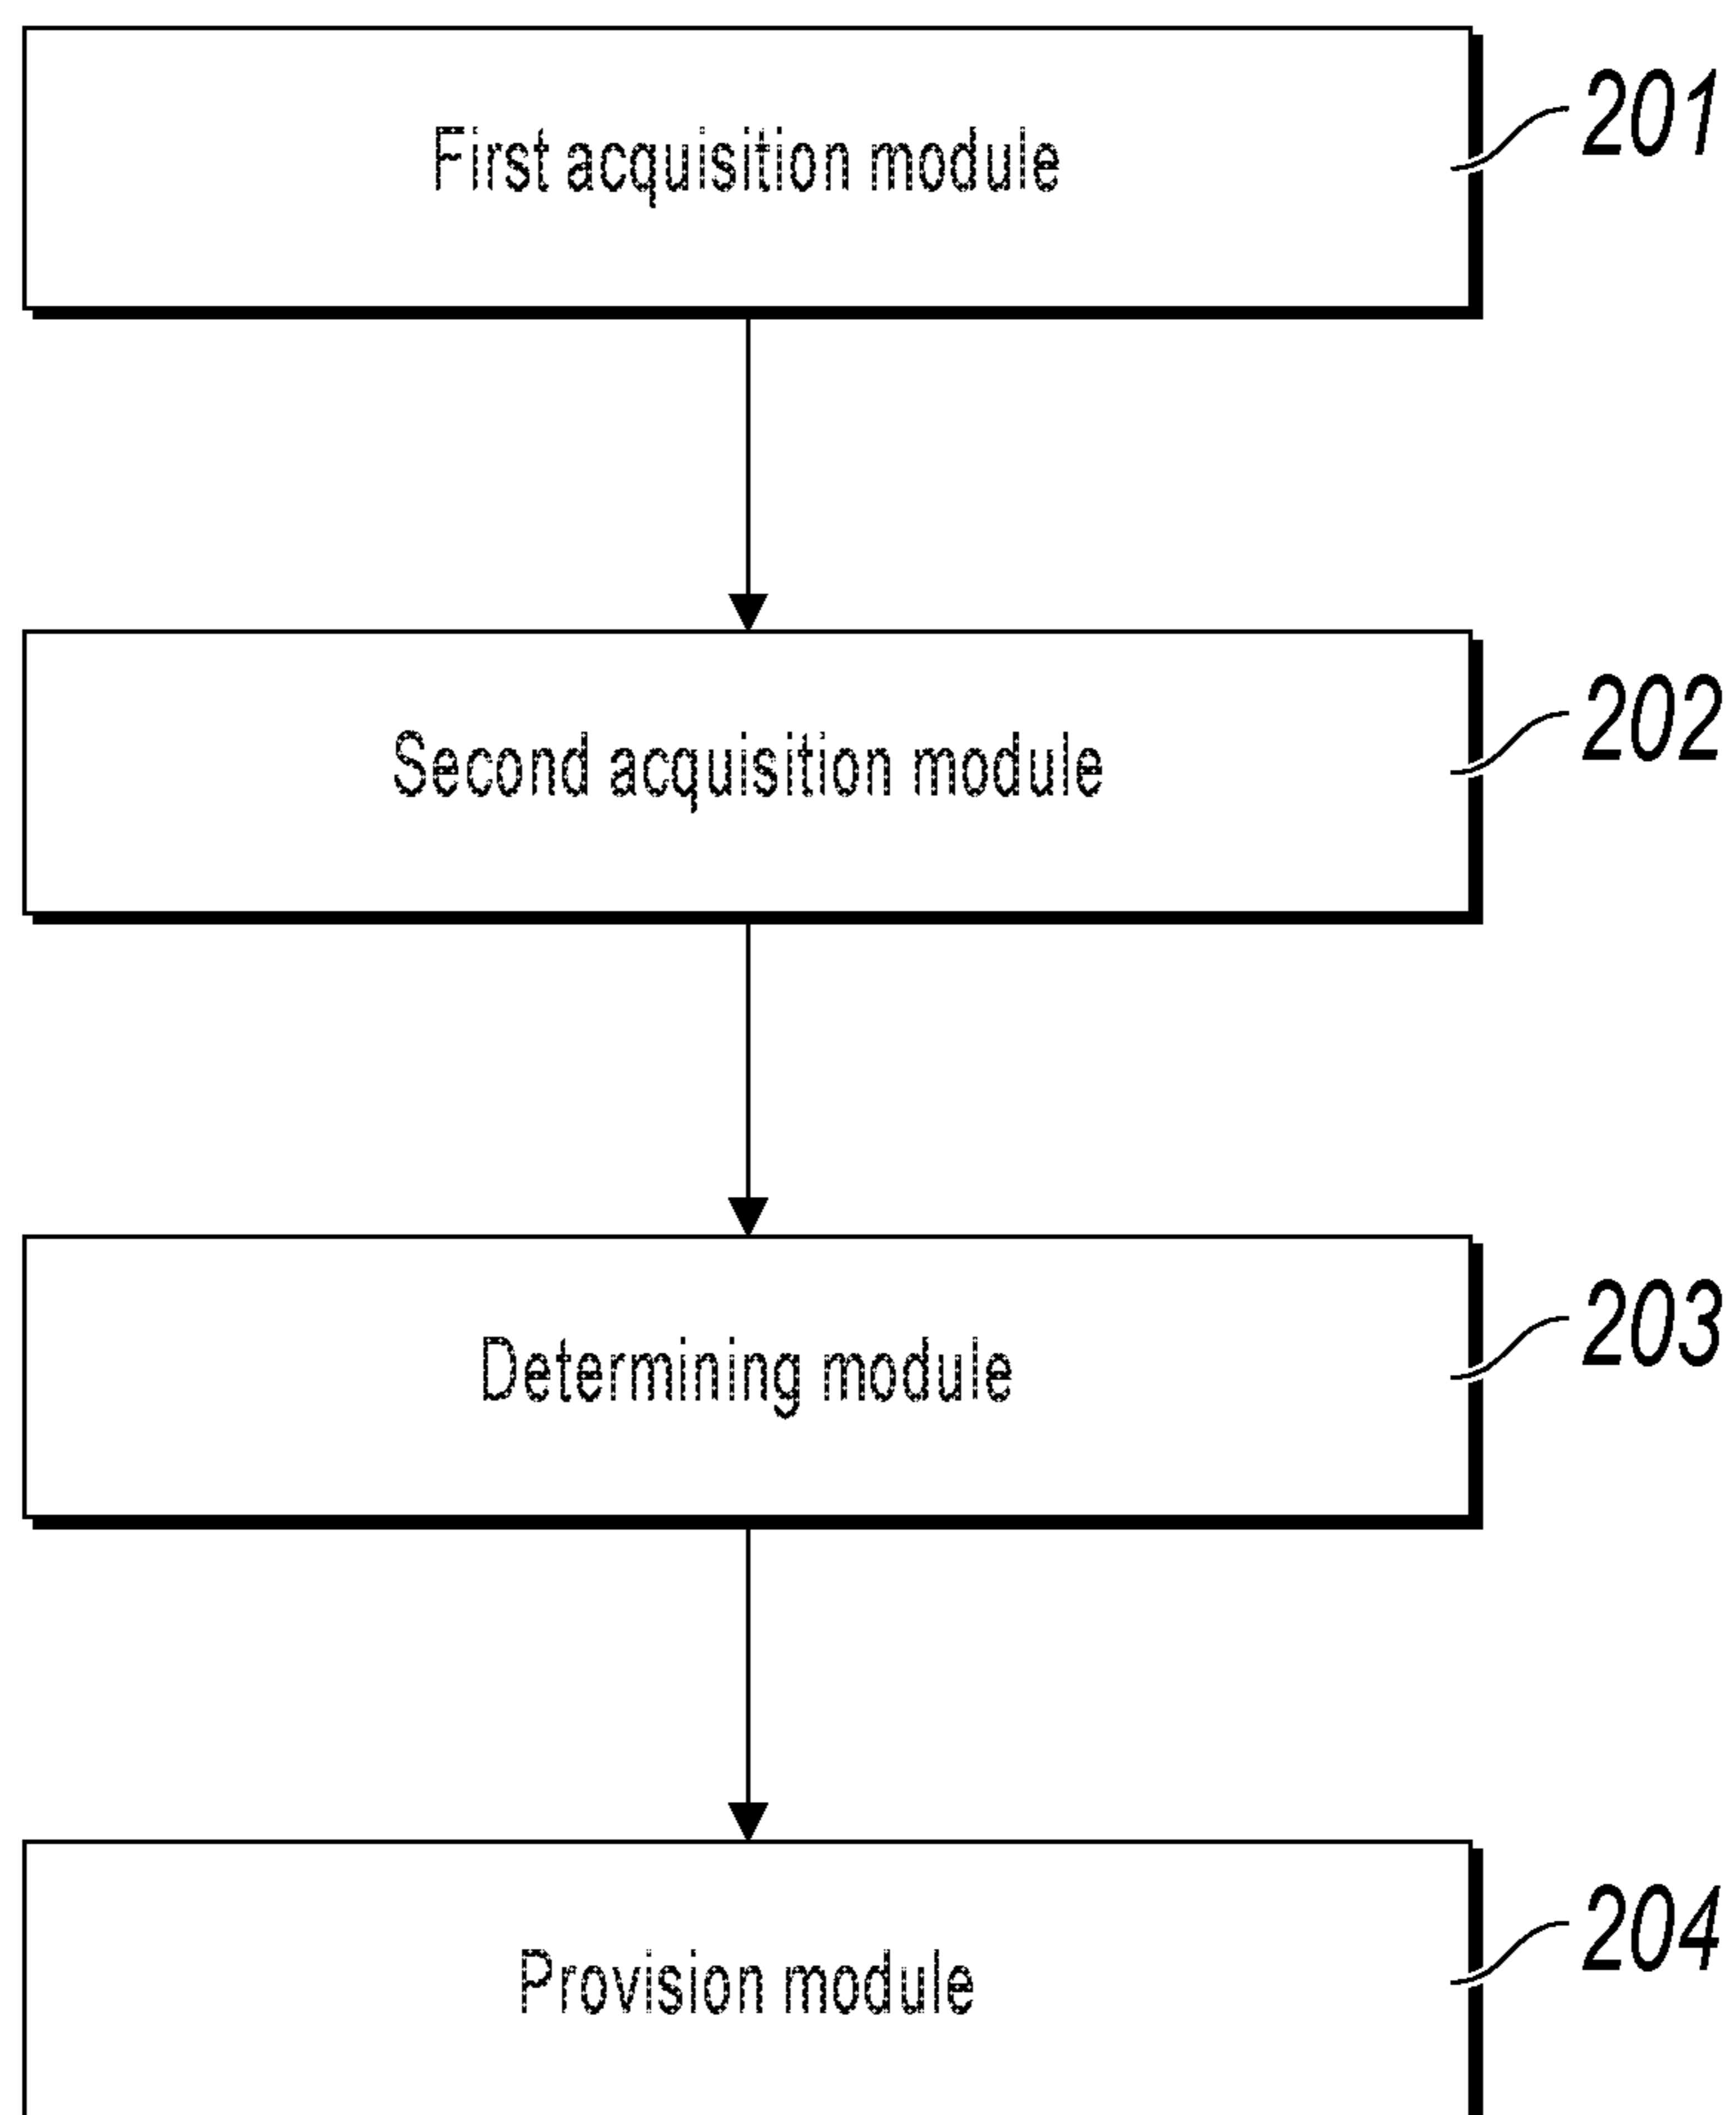 First acquisition module
201
Second acquisition module
202
Determining module
203
Provision module
204